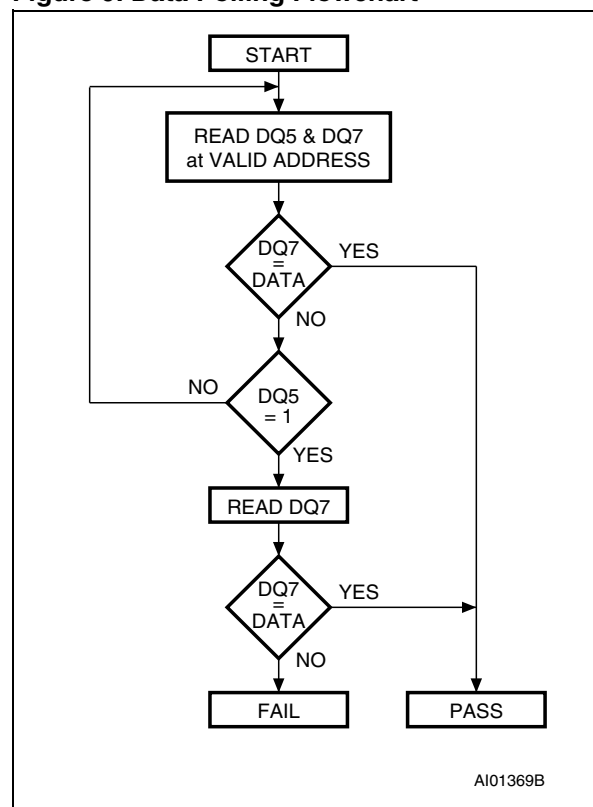 Figure Data Polling Flowchart
START
READ DQ5 & DQ7
at VALID ADDRESS
DQ7
=
DATA
YES
NO
DQ5
= 1
NO
YES
READ DQ7
DQ7
=
DATA
YES
NO
FAIL
PASS
AI01369B